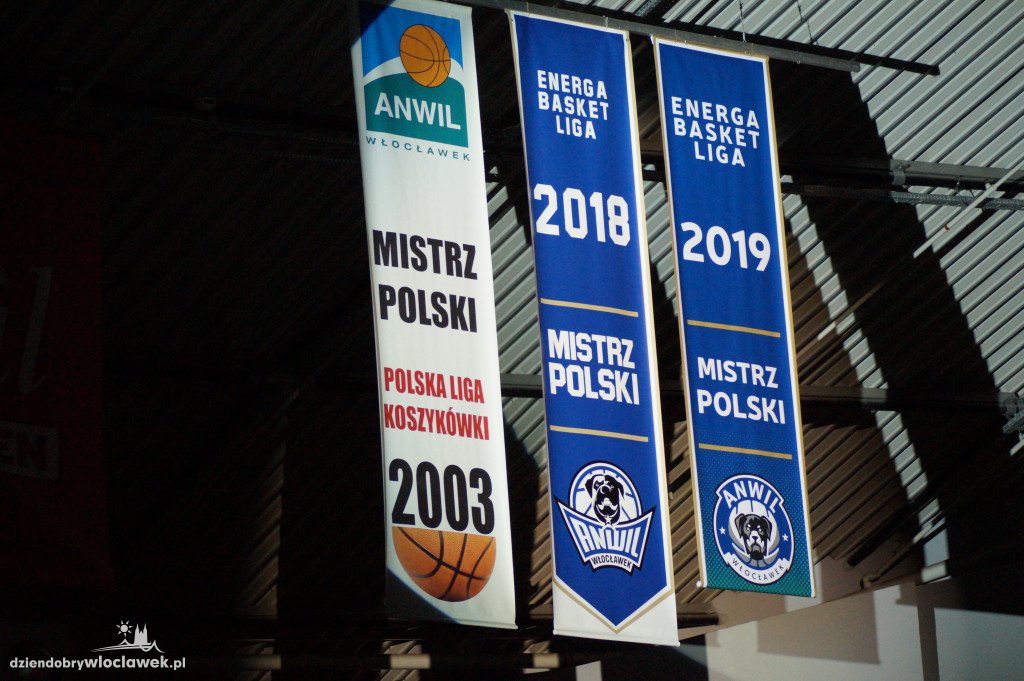 ANWIL
WŁOCŁAWEK
MISTRZ
POLSKI
POLSKA LIGA
KOSZYKÓWKI
2003
ENERGA
BASKET
LIGA
2018
MISTRZ
POLSKI
ANWIL
WŁOCŁAWEK
ENERGA
BASKET
LIGA
2019
MISTRZ
POLSKI
ANWIL
WŁOCŁAWEK
dziendobrywloclawek.pl